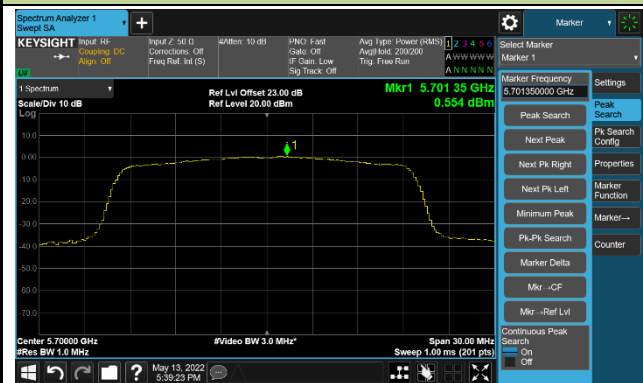 Spectrum Analyzer 1
Swept SA
Marker
KEYSIGHT
Input: RF
Coupling: DC
Align: Off
Input Z: 50 Ω
Corrections: Off
Freq Ref: Int (S)
#Atten: 10 dB
PNO: Fast
Gate: Off
IF Gain: Low
Sig Track: Off
Avg Type: Power (RMS)
Avg|Hold: 200/200
Trig: Free Run
1 2 3 4 5 6
A W W W W W
A N N N N N
LXI
Select Marker
Marker 1
1 Spectrum
Scale/Div 10 dB
Log
Ref Lvl Offset 23.00 dB
Ref Level 20.00 dBm
Mkr1 5.701 35 GHz
0.554 dBm
1
10.0
0.00
-10.0
-20.0
-30.0
-40.0
-50.0
-60.0
-70.0
Center 5.70000 GHz
#Res BW 1.0 MHz
#Video BW 3.0 MHz*
Span 30.00 MHz
Sweep 1.00 ms (201 pts)
Marker Frequency
5.701350000 GHz
Peak Search
Next Peak
Next Pk Right
Next Pk Left
Minimum Peak
Pk-Pk Search
Marker Delta
Mkr→CF
Mkr→Ref Lvl
Continuous Peak
Search
On
Off
Settings
Peak
Search
Pk Search
Config
Properties
Marker
Function
Marker→
Counter
?
May 13, 2022
5:39:23 PM